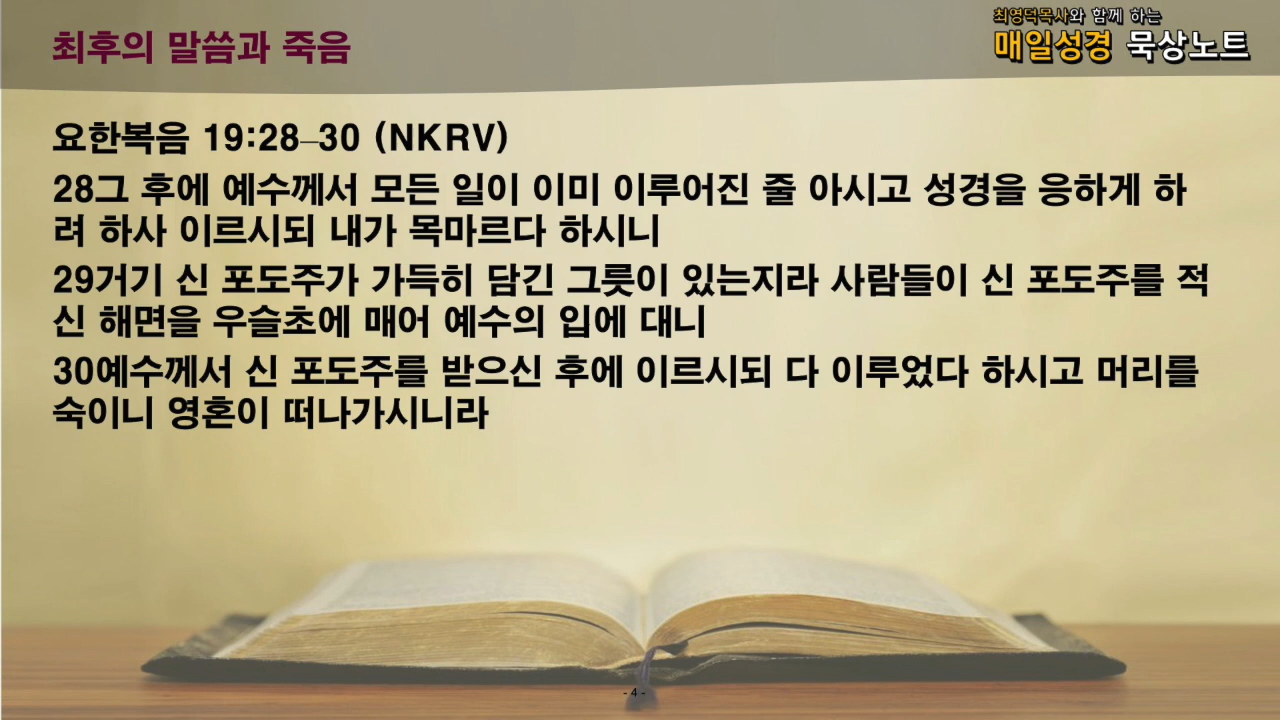 최후의 말씀과 죽음
최영덕목사와 함께 하는
매일성경 묵상노트
요한복음 19:28–30 (NKRV)
28그 후에 예수께서 모든 일이 이미 이루어진 줄 아시고 성경을 응하게 하
려 하사 이르시되 내가 목마르다 하시니
29거기 신 포도주가 가득히 담긴 그릇이 있는지라 사람들이 신 포도주를 적
신 해면을 우슬초에 매어 예수의 입에 대니
30예수께서 신 포도주를 받으신 후에 이르시되 다 이루었다 하시고 머리를
숙이니 영혼이 떠나가시니라
- 4 -